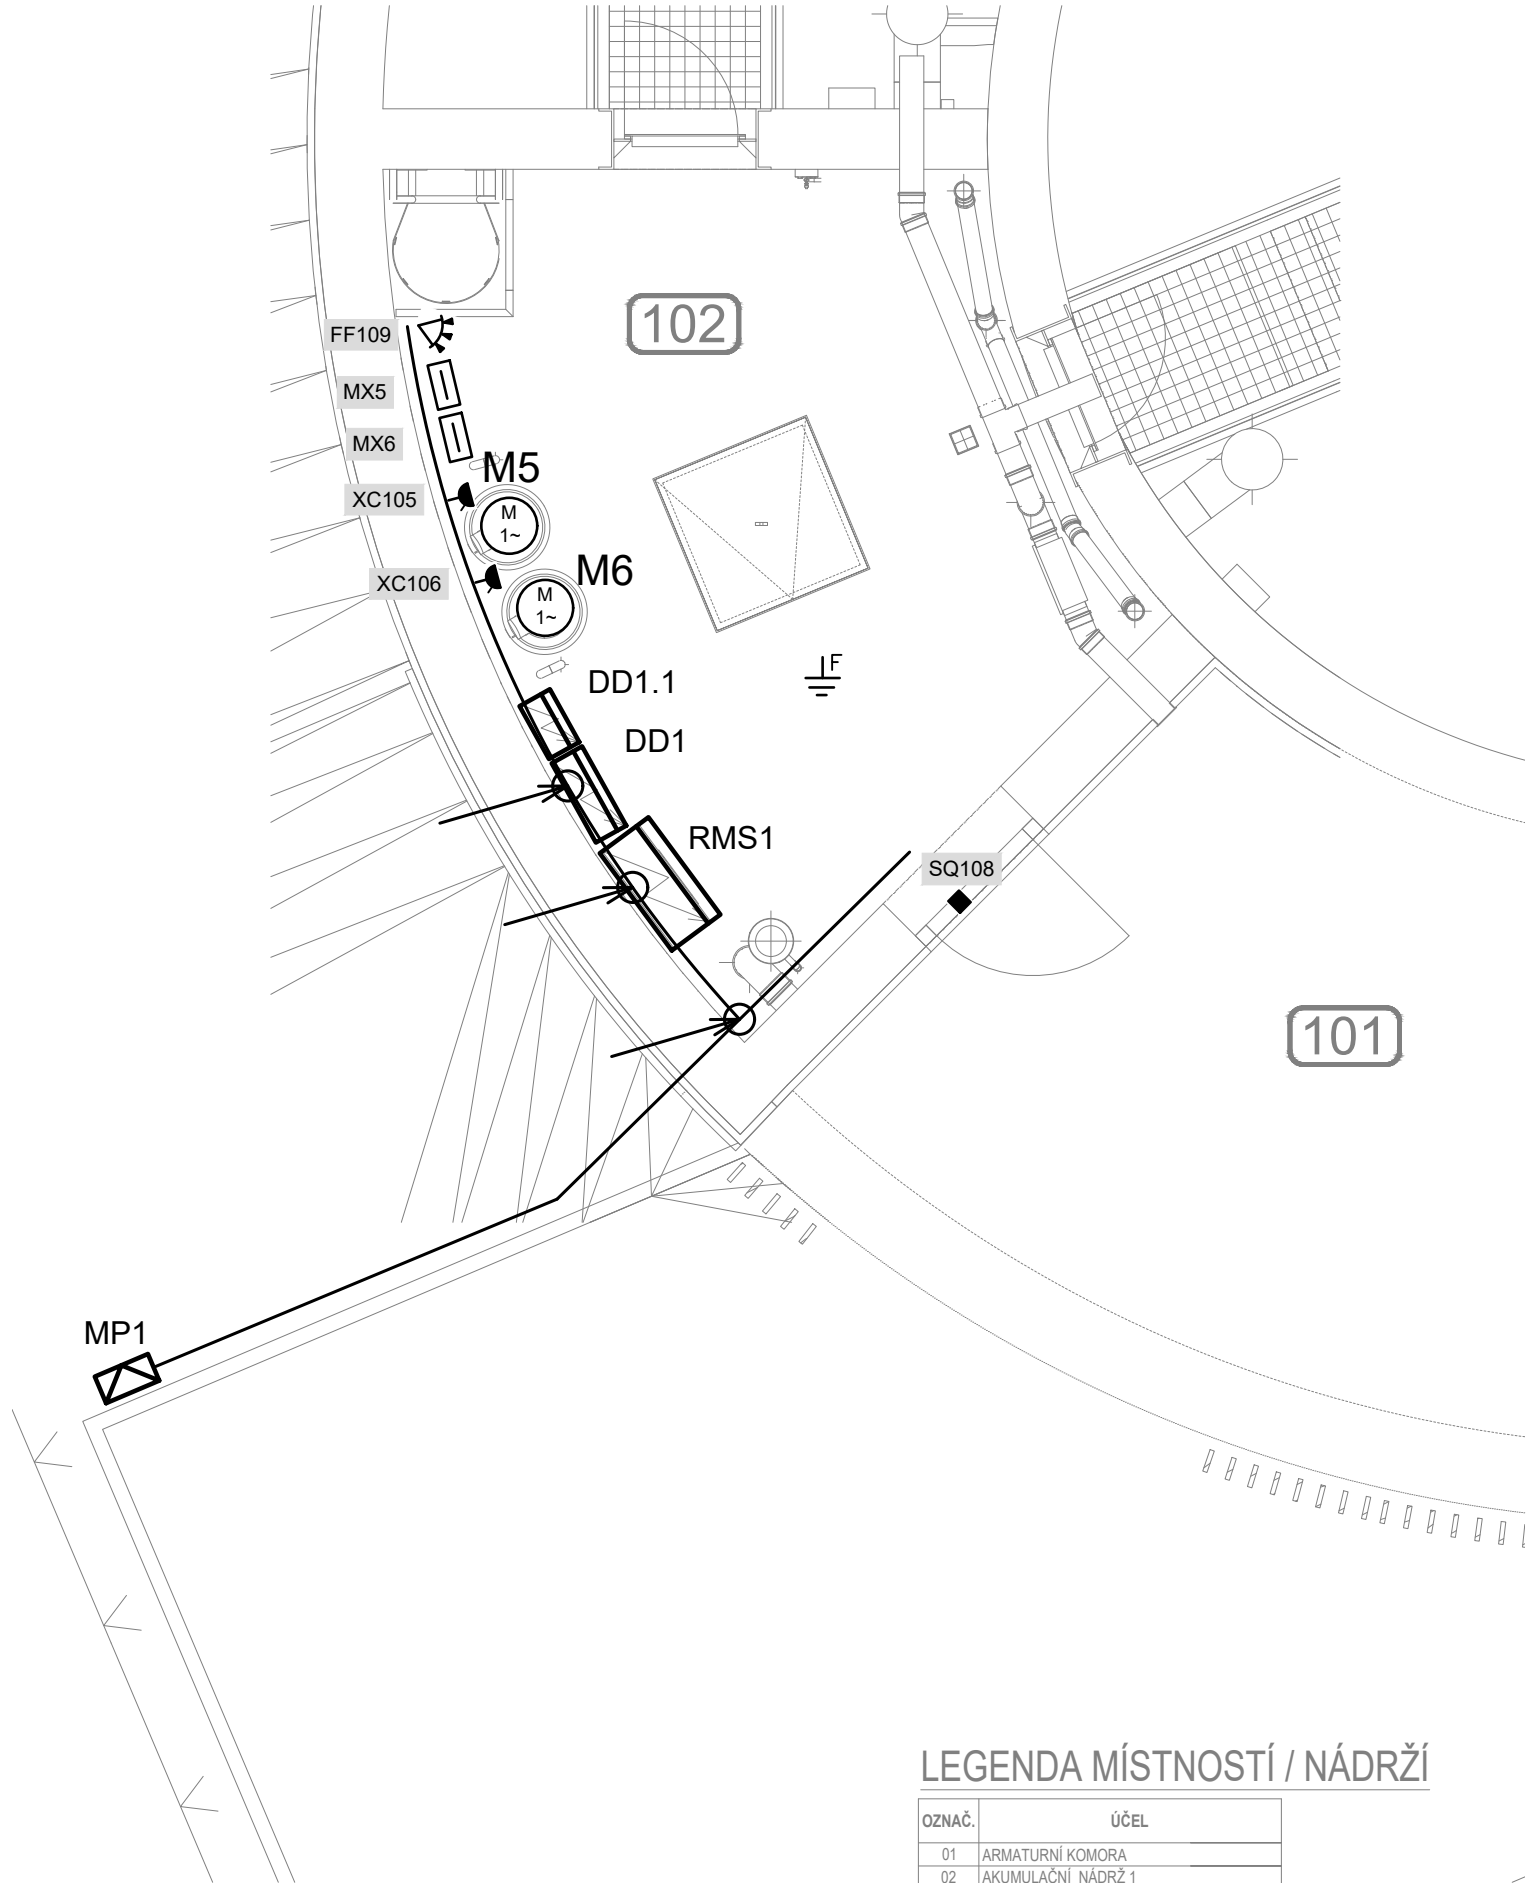 102
FF109
MX5
MX6
M5
XC105
M
1~
M6
XC106
M
1~
F
DD1.1
DD1
RMS1
SQ108
101
MP1
LEGENDA MÍSTNOSTÍ / NÁDRŽÍ
OZNAČ. ÚČEL
01 ARMATURNÍ KOMORA
02 AKUMULAČNÍ NÁDRŽ 1